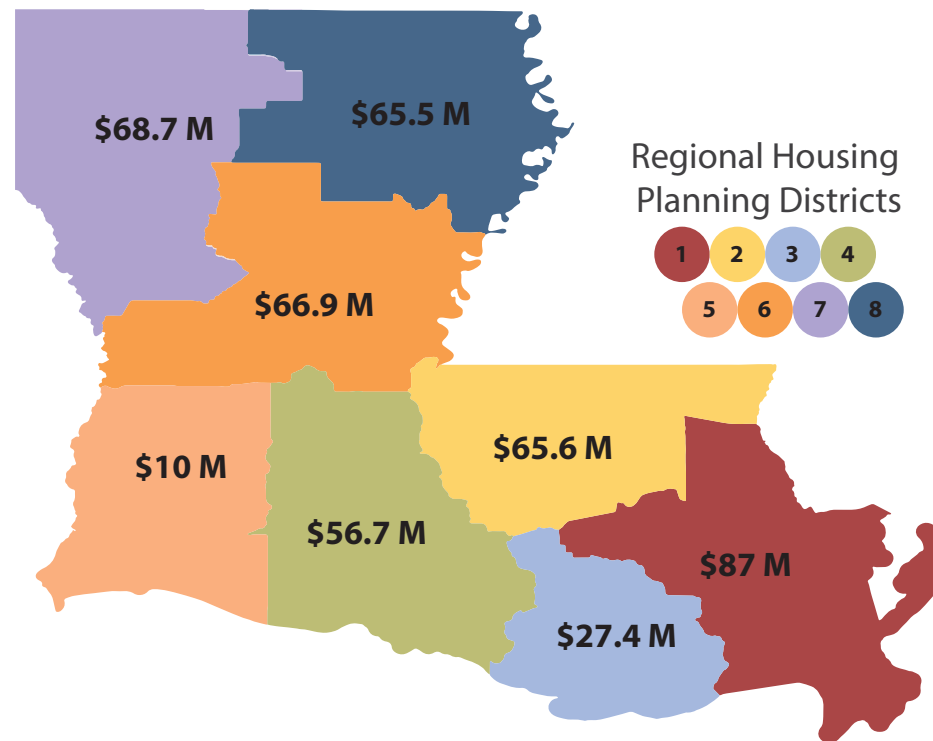 $68.7 M
$65.5 M
Regional Housing
Planning Districts
1 2 3 4
5 6 7 8
$66.9 M
$10 M
$65.6 M
$56.7 M
$87 M
$27.4 M